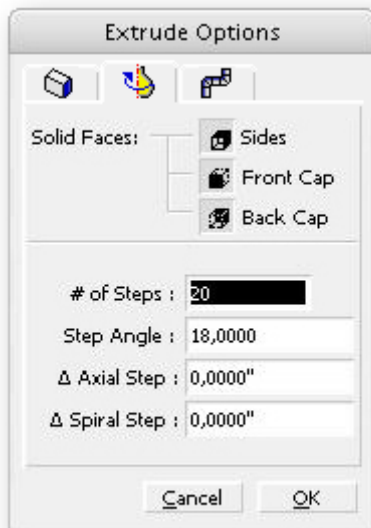 Extrude Options
Solid Faces: Sides
Front Cap
Back Cap
# of Steps : 20
Step Angle : 18,0000
Δ Axial Step : 0,0000"
Δ Spiral Step : 0,0000"
Cancel OK